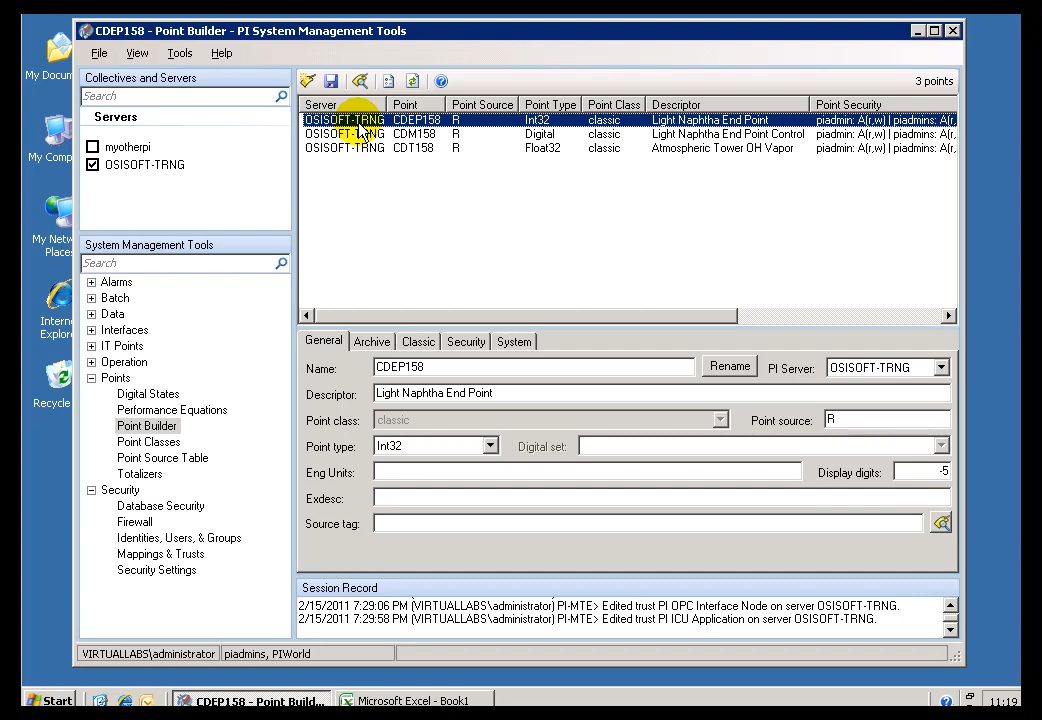 CDEP158 - Point Builder - PI System Management Tools
File View Tools Help
My Docum
My Comp
My Netw
Places
Intern
Explor
Recycle
Collectives and Servers
Search
Servers
myotherpi
OSISOFT-TRNG
System Management Tools
Search
Alarms
Batch
Data
Interfaces
IT Points
Operation
Points
Digital States
Performance Equations
Point Builder
Point Classes
Point Source Table
Totalizers
Security
Database Security
Firewall
Identities, Users, & Groups
Mappings & Trusts
Security Settings
3 points
Server Point Point Source Point Type Point Class Descriptor Point Security
OSISOFT-TRNG CDEP158 R Int32 classic Light Naphtha End Point piadmin: A(r,w) | piadmins: A(r,
OSISOFT-TRNG CDM158 R Digital classic Light Naphtha End Point Control piadmin: A(r,w) | piadmins: A(r,
OSISOFT-TRNG CDT158 R Float32 classic Atmospheric Tower OH Vapor piadmin: A(r,w) | piadmins: A(r,
General Archive Classic Security System
Name: CDEP158 Rename PI Server: OSISOFT-TRNG
Descriptor: Light Naphtha End Point
Point class: classic Point source: R
Point type: Int32 Digital set:
Eng Units: Display digits: -5
Exdesc:
Source tag:
Session Record
2/15/2011 7:29:06 PM (VIRTUALLABS\administrator) PI-MTE> Edited trust PI OPC Interface Node on server OSISOFT-TRNG.
2/15/2011 7:29:58 PM (VIRTUALLABS\administrator) PI-MTE> Edited trust PI ICU Application on server OSISOFT-TRNG.
VIRTUALLABS\administrator piadmins, PIWorld
Start CDEP158 - Point Build... Microsoft Excel - Book1 11:19